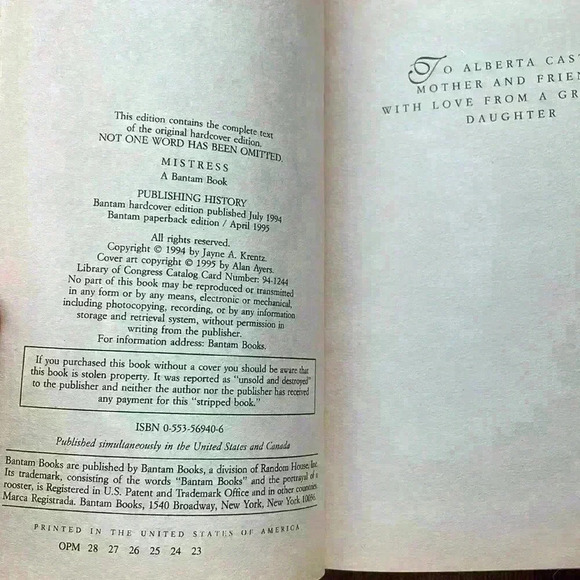 This edition contains the complete text
of the original hardcover edition.
NOT ONE WORD HAS BEEN OMITTED.
MISTRESS
A Bantam Book
PUBLISHING HISTORY
Bantam hardcover edition published July 1994
Bantam paperback edition / April 1995
All rights reserved.
Copyright © 1994 by Jayne A. Krentz.
Cover art copyright © 1995 by Alan Ayers.
Library of Congress Catalog Card Number: 94-1244
No part of this book may be reproduced or transmitted
in any form or by any means, electronic or mechanical,
including photocopying, recording, or by any information
storage and retrieval system, without permission in
writing from the publisher.
For information address: Bantam Books.
If you purchased this book without a cover you should be aware that
this book is stolen property. It was reported as "unsold and destroyed"
to the publisher and neither the author nor the publisher has received
any payment for this "stripped book."
ISBN 0-553-56940-6
Published simultaneously in the United States and Canada
Bantam Books are published by Bantam Books, a division of Random House, Inc.
Its trademark, consisting of the words "Bantam Books" and the portrayal of a
rooster, is Registered in U.S. Patent and Trademark Office and in other countries.
Marca Registrada. Bantam Books, 1540 Broadway, New York, New York 10036.
PRINTED IN THE UNITED STATES OF AMERICA
OPM 28 27 26 25 24 23
TO ALBERTA
MOTHER AND
WITH LOVE FROM A
DAUGHTER